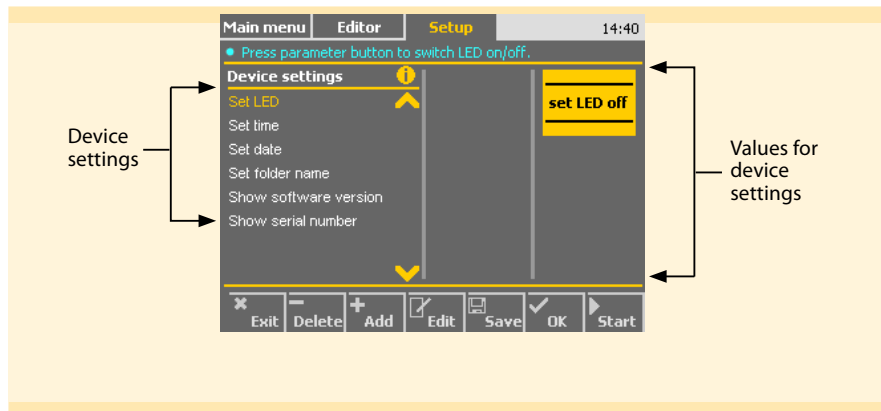 Main menu Editor Setup 14:40
• Press parameter button to switch LED on/off.
Device settings i
Set LED
set LED off
Set time
Set date
Set folder name
Show software version
Show serial number
Device
settings
Values for
device
settings
Exit Delete Add Edit Save OK Start